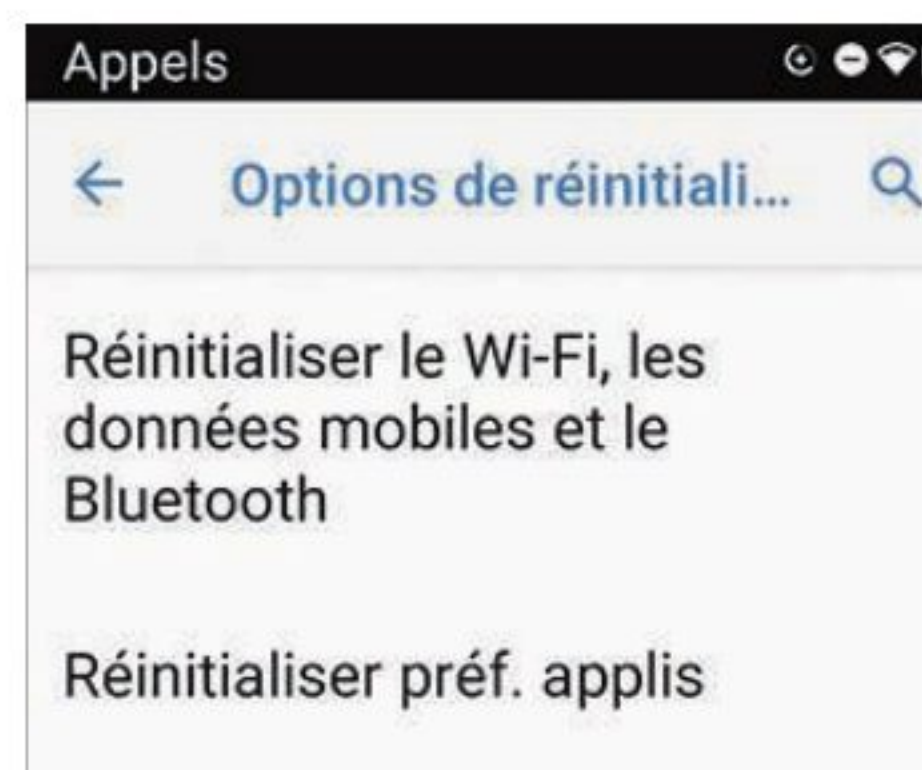 Appels
Options de réinitiali...
Réinitialiser le Wi-Fi, les
données mobiles et le
Bluetooth
Réinitialiser préf. applis